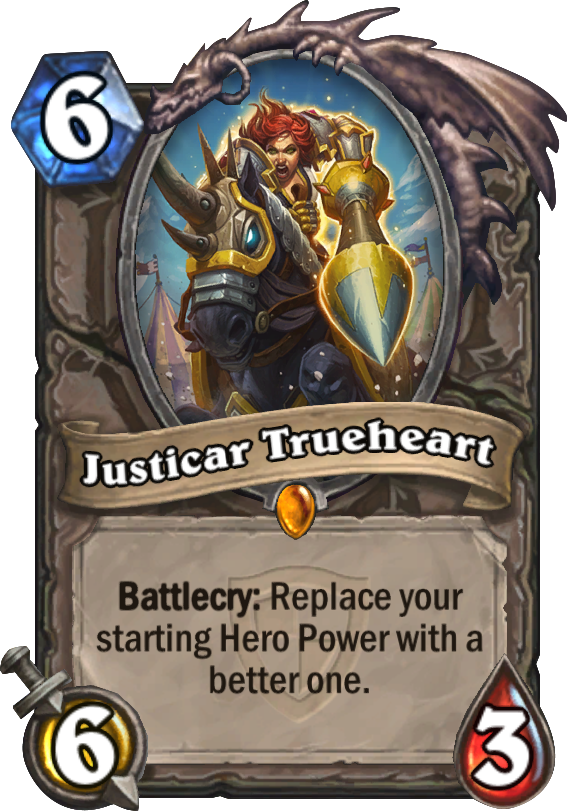 6
Justicar Trueheart
Battlecry: Replace your
starting Hero Power with a
better one.
6
3